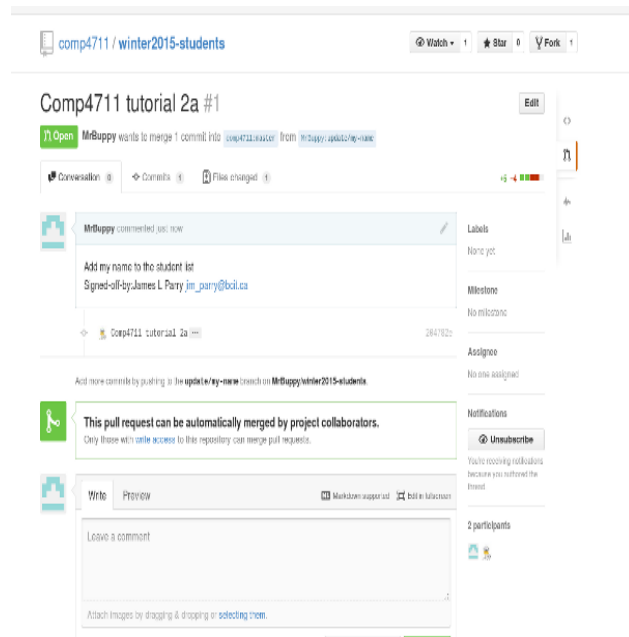 comp4711 / winter2015-students
Watch 1 Star 0 Fork 1
Comp4711 tutorial 2a #1
Edit
Open MrBuppy wants to merge 1 commit into comp4711:master from MrBuppy:update/my-name
Conversation 0 Commits 1 Files changed 1
+5 −4
MrBuppy commented just now
Add my name to the student list
Signed-off-by:James L Parry jim_parry@bcit.ca
Comp4711 tutorial 2a
Add more commits by pushing to the update/my-name branch on MrBuppy/winter2015-students.
This pull request can be automatically merged by project collaborators.
Only those with write access to this repository can merge pull requests.
Write Preview
Markdown supported Edit in fullscreen
Leave a comment
Attach images by dragging & dropping or selecting them.
Labels
None yet
Milestone
No milestone
Assignee
No one assigned
Notifications
Unsubscribe
You're receiving notifications
because you authored the
thread.
2 participants